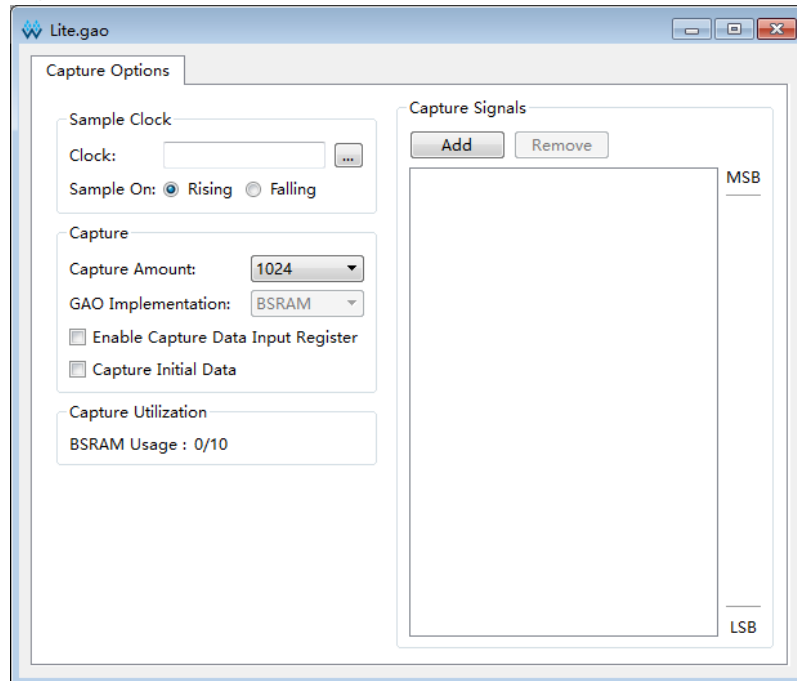 Lite.gao
Capture Options
Sample Clock
Clock:
...
Sample On: Rising Falling
Capture
Capture Amount: 1024
GAO Implementation: BSRAM
Enable Capture Data Input Register
Capture Initial Data
Capture Utilization
BSRAM Usage : 0/10
Capture Signals
Add Remove
MSB
LSB